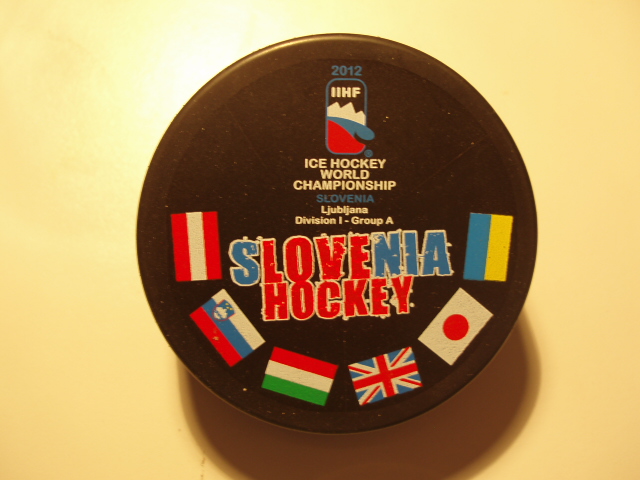 2012
IIHF
®
ICE HOCKEY
WORLD
CHAMPIONSHIP
SLOVENIA
Ljubljana
Division I - Group A
SLOVENIA
HOCKEY